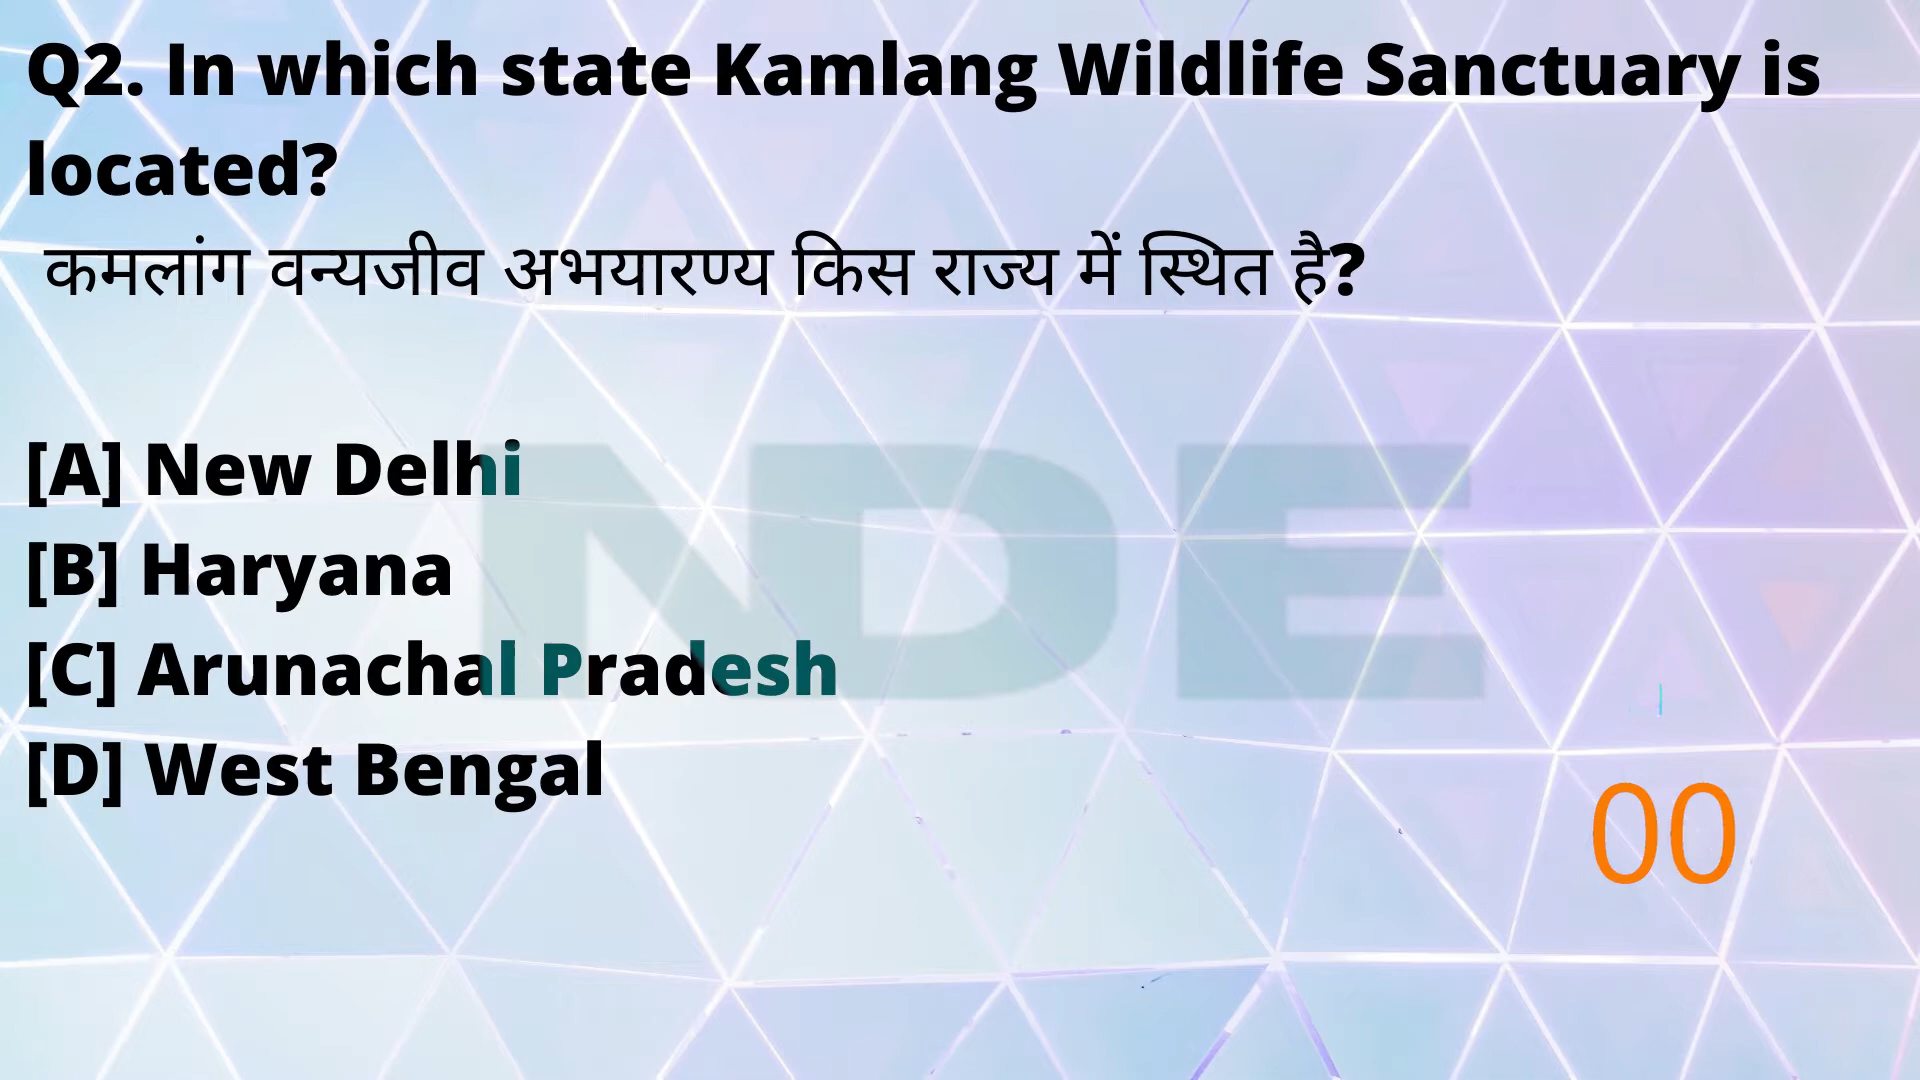 Q2. In which state Kamlang Wildlife Sanctuary is
located?
कमलांग वन्यजीव अभयारण्य किस राज्य में स्थित है?
[A] New Delhi
[B] Haryana
[C] Arunachal Pradesh
[D] West Bengal
NDE
00